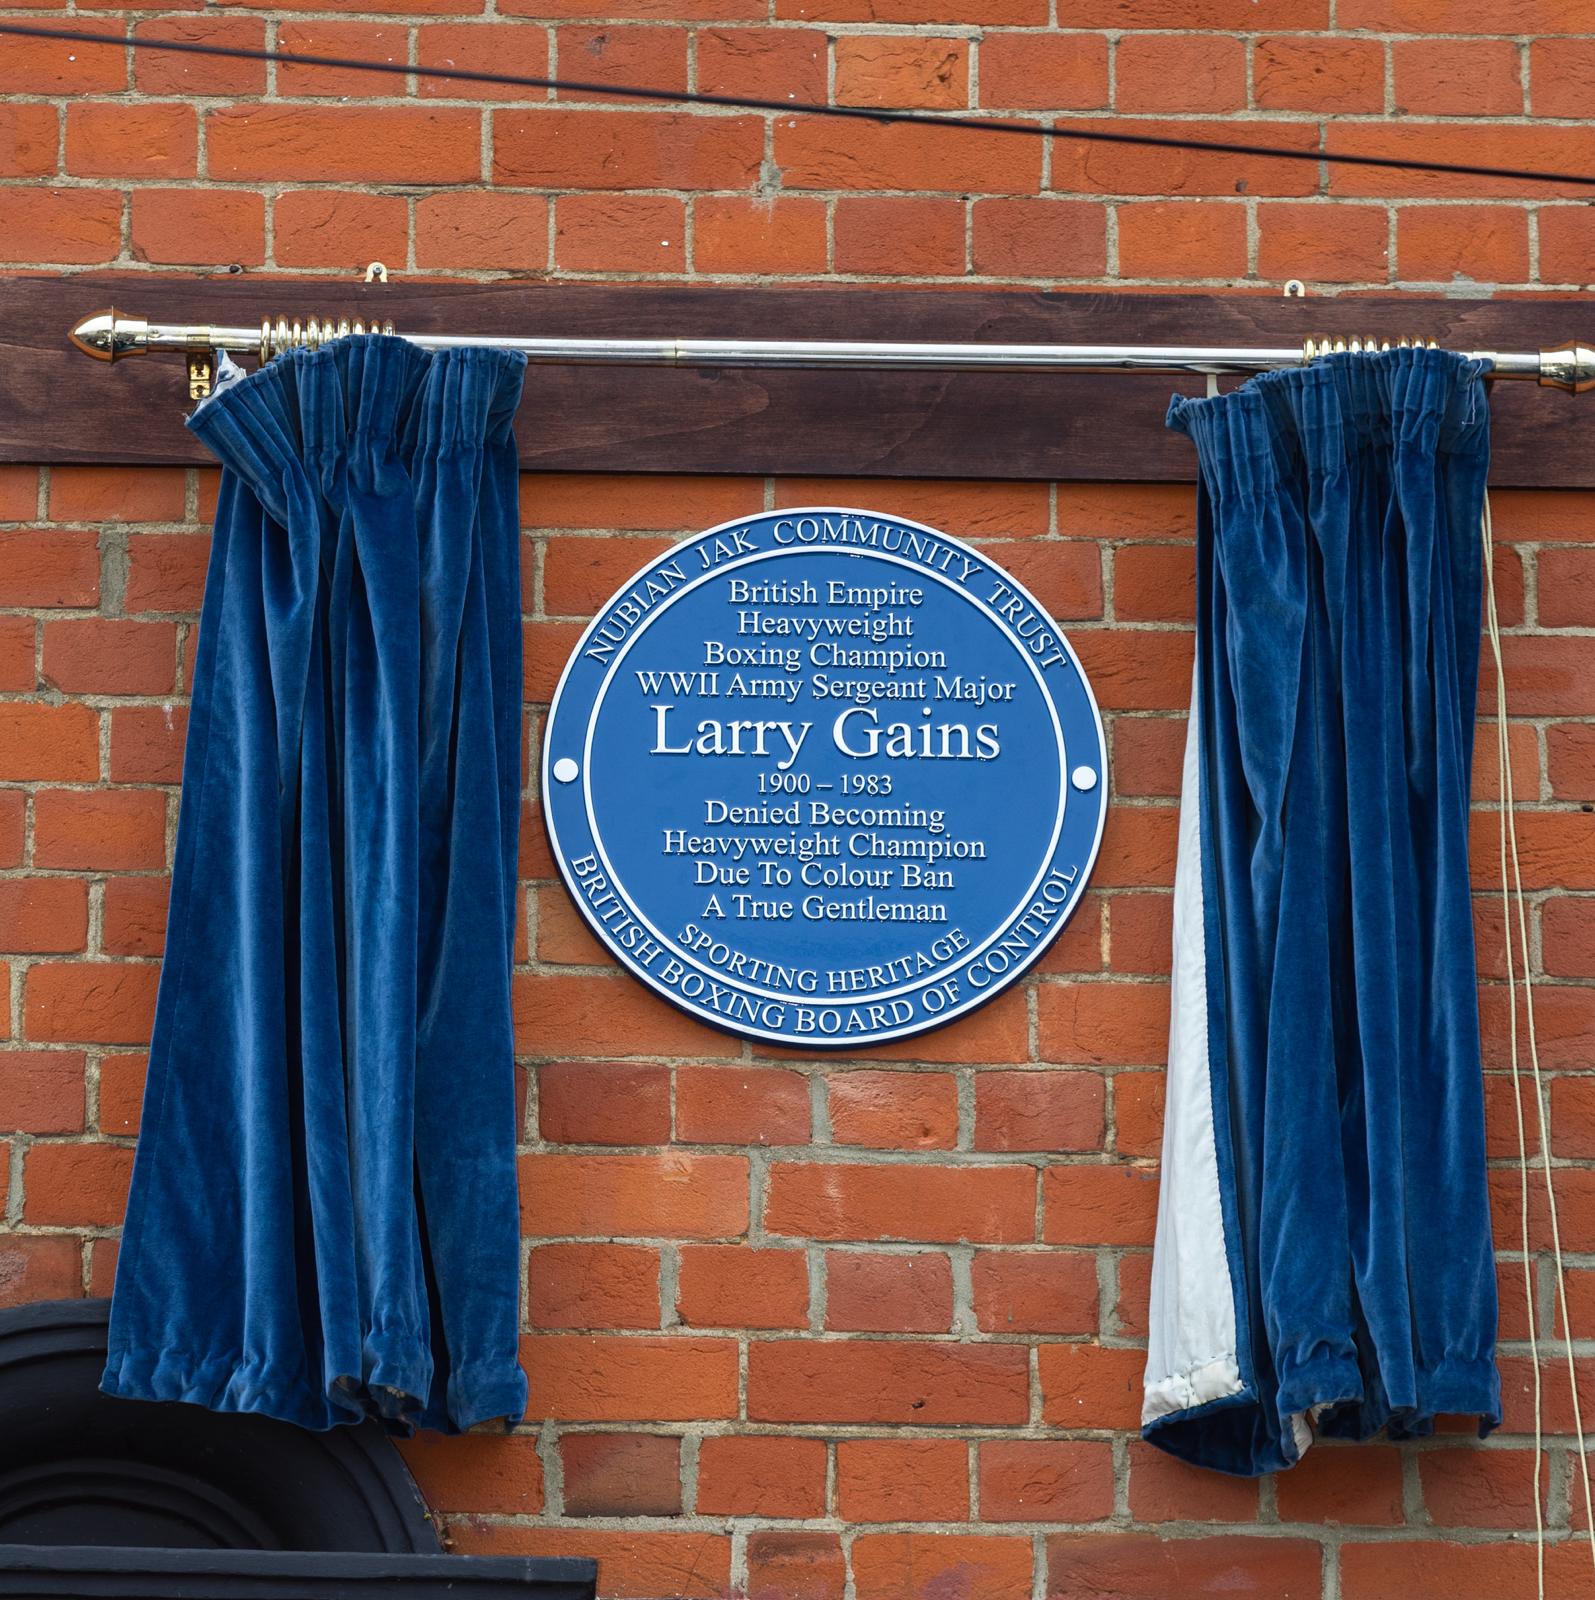 NUBIAN JAK COMMUNITY TRUST
British Empire
Heavyweight
Boxing Champion
WWII Army Sergeant Major
Larry Gains
1900 – 1983
Denied Becoming
Heavyweight Champion
Due To Colour Ban
A True Gentleman
SPORTING HERITAGE
BRITISH BOXING BOARD OF CONTROL